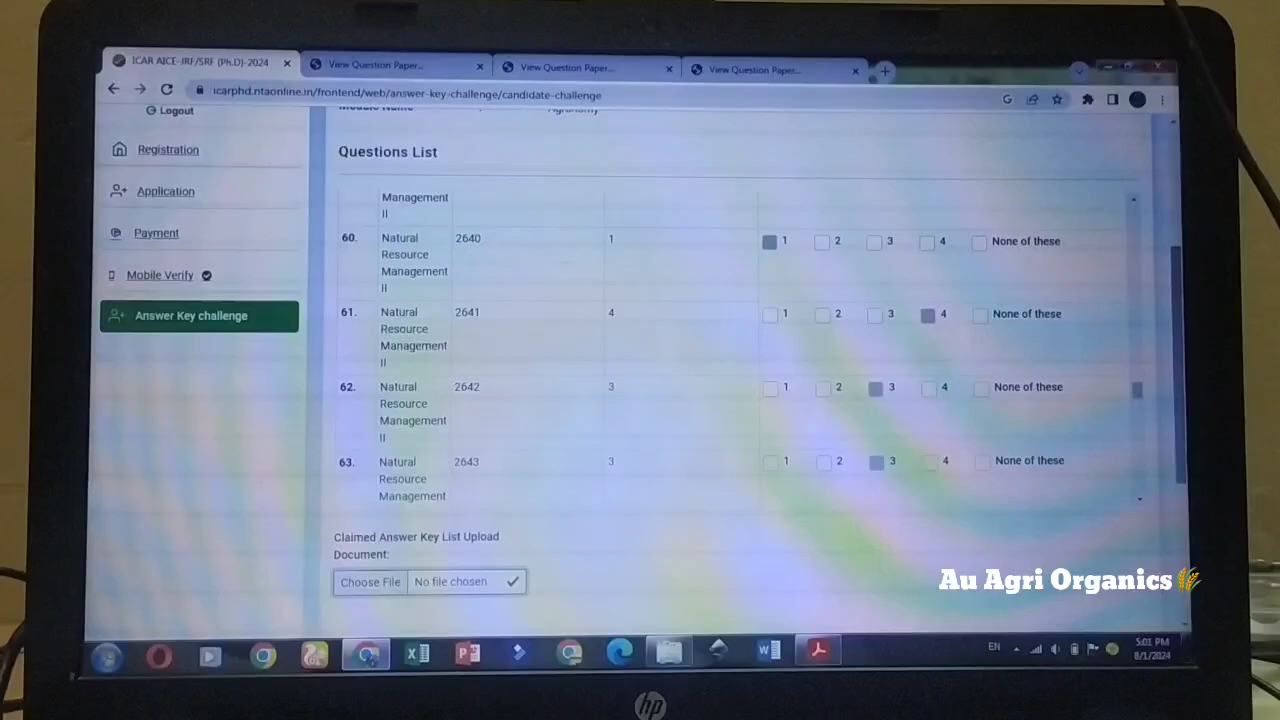 ICAR AICE-JRF/SRF (Ph.D)-2024
View Question Paper...
View Question Paper...
View Question Paper...
icarphd.ntaonline.in/frontend/web/answer-key-challenge/candidate-challenge
Logout
Module Name : Agronomy
Registration
Questions List
Application
Management
II
Payment
60. Natural 2640 1 1 2 3 4 None of these
Resource
Management
II
Mobile Verify
Answer Key challenge
61. Natural 2641 4 1 2 3 4 None of these
Resource
Management
II
62. Natural 2642 3 1 2 3 4 None of these
Resource
Management
II
63. Natural 2643 3 1 2 3 4 None of these
Resource
Management
Claimed Answer Key List Upload
Document:
Choose File No file chosen
Au Agri Organics
EN
5:01 PM
8/1/2024
hp